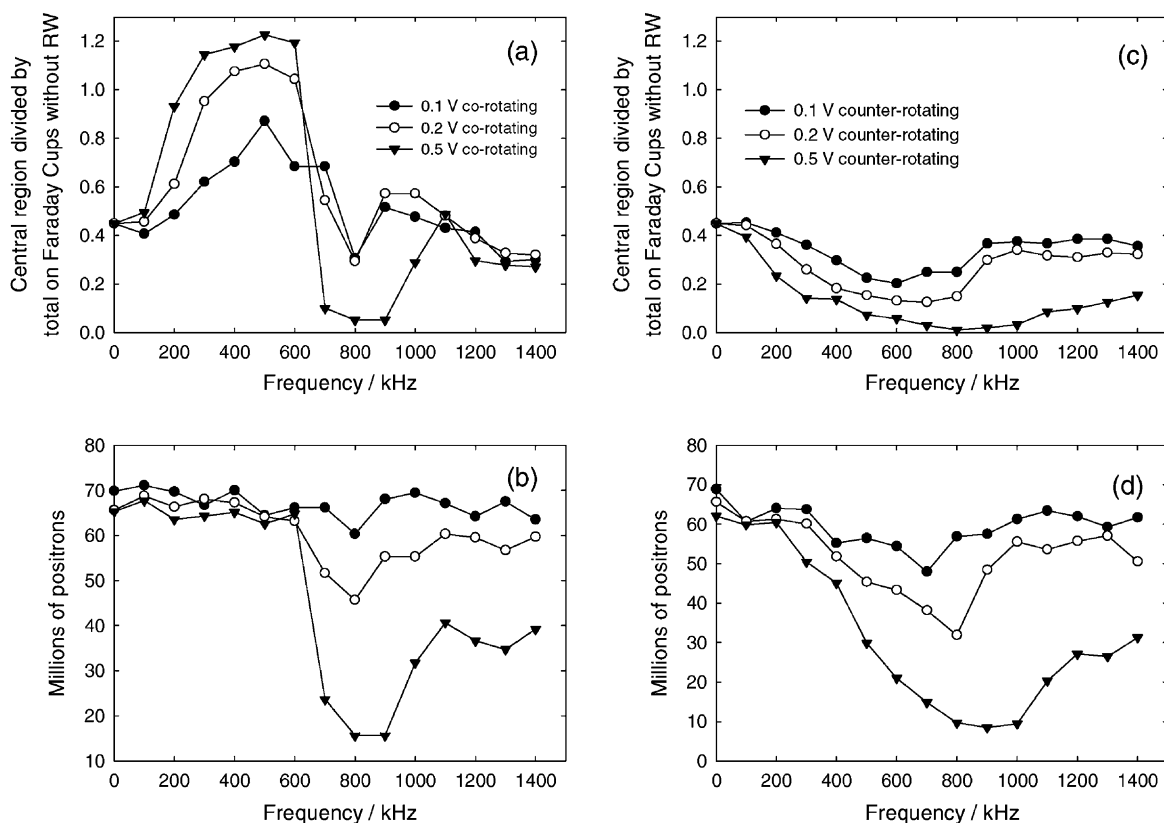 Central region divided by
total on Faraday Cups without RW
1.2
1.0
0.8
0.6
0.4
0.2
0.0
(a)
0.1 V co-rotating
0.2 V co-rotating
0.5 V co-rotating
0 200 400 600 800 1000 1200 1400
Frequency / kHz
Central region divided by
total on Faraday Cups without RW
1.2
1.0
0.8
0.6
0.4
0.2
0.0
(c)
0.1 V counter-rotating
0.2 V counter-rotating
0.5 V counter-rotating
0 200 400 600 800 1000 1200 1400
Frequency / kHz
Millions of positrons
80
70
60
50
40
30
20
10
(b)
0 200 400 600 800 1000 1200 1400
Frequency / kHz
Millions of positrons
80
70
60
50
40
30
20
10
0
(d)
0 200 400 600 800 1000 1200 1400
Frequency / kHz